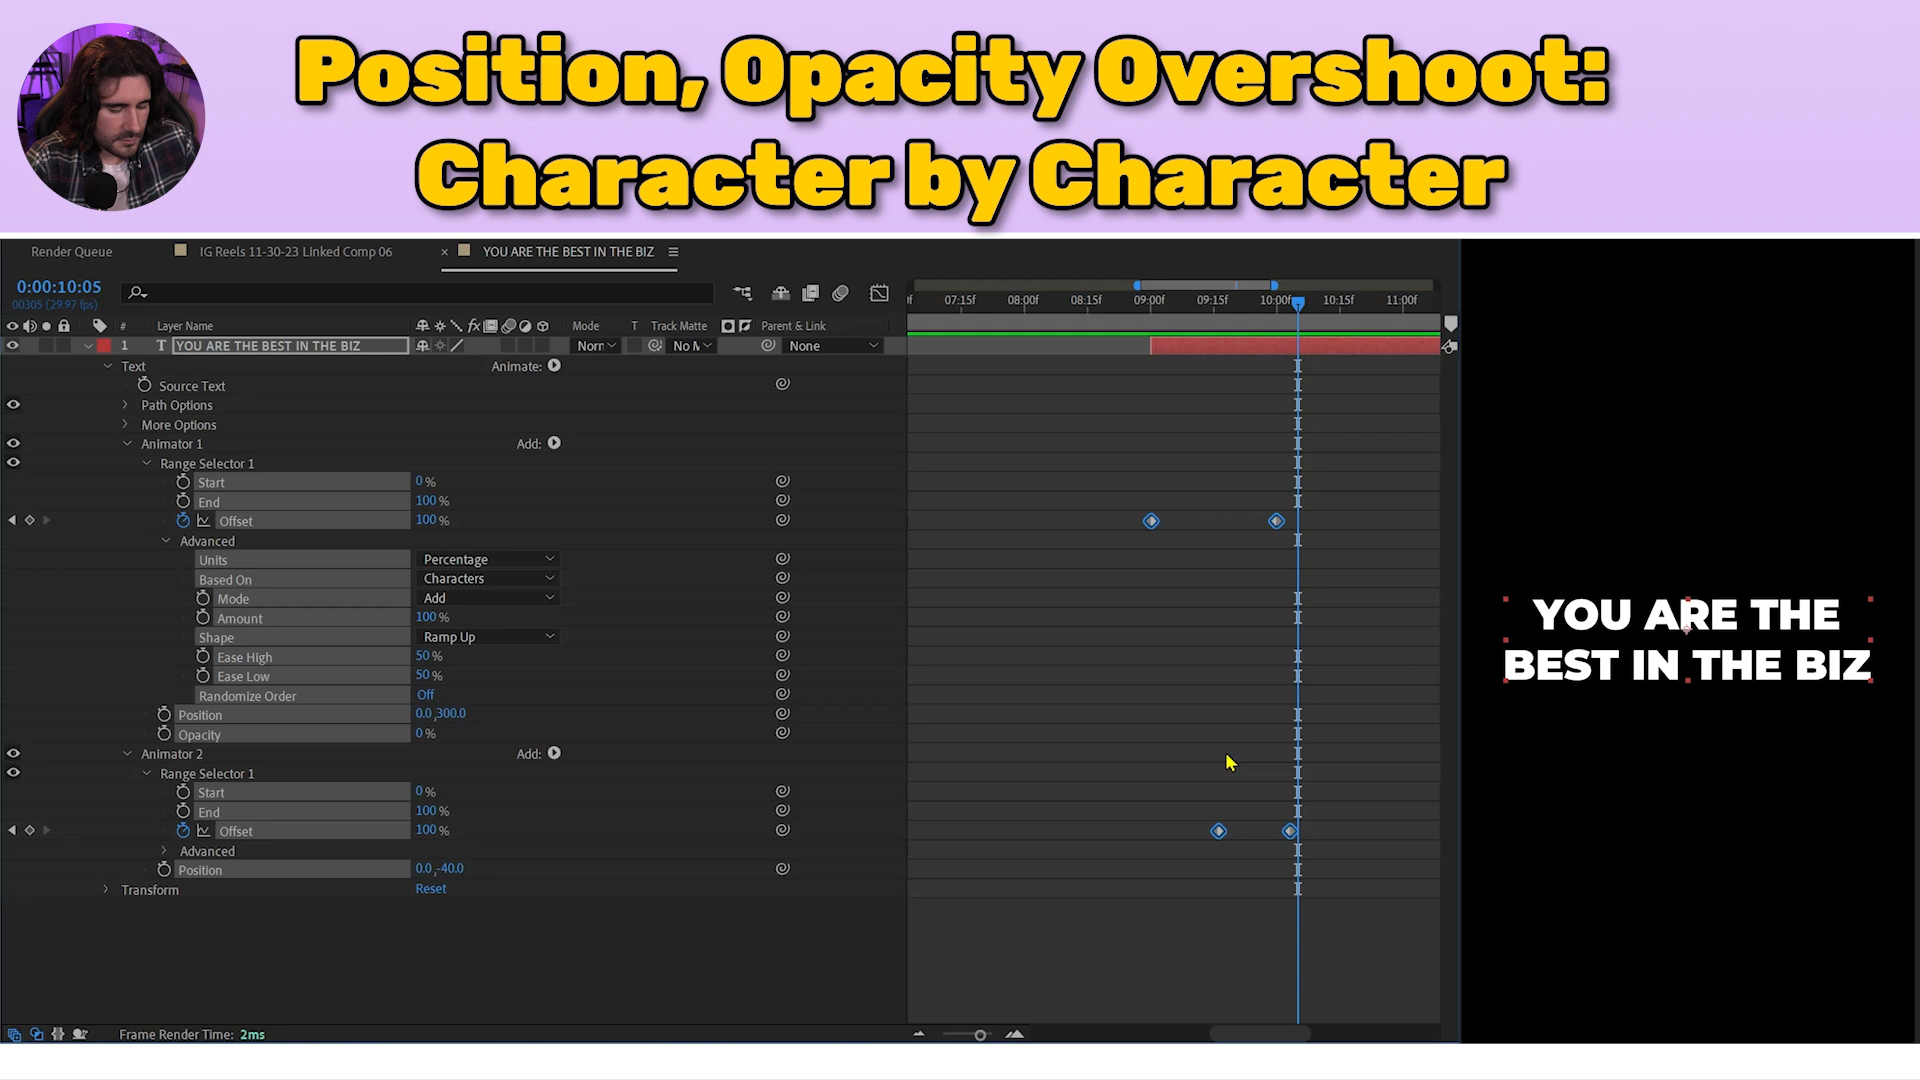 Position, Opacity Overshoot:
Character by Character
Render Queue IG Reels 11-30-23 Linked Comp 06 × YOU ARE THE BEST IN THE BIZ
0:00:10:05
00305 (29.97 fps)
07:15f 08:00f 08:15f 09:00f 09:15f 10:00f 10:15f 11:00f
# Layer Name Mode T Track Matte Parent & Link
1 T YOU ARE THE BEST IN THE BIZ Norn No M None
Text Animate:
Source Text
Path Options
More Options
Animator 1 Add:
Range Selector 1
Start 0 %
End 100 %
Offset 100 %
Advanced
Units Percentage
Based On Characters
Mode Add
Amount 100 %
Shape Ramp Up
Ease High 50 %
Ease Low 50 %
Randomize Order Off
Position 0.0 ,300.0
Opacity 0 %
Animator 2 Add:
Range Selector 1
Start 0 %
End 100 %
Offset 100 %
Advanced
Position 0.0 ,-40.0
Transform Reset
YOU ARE THE
BEST IN THE BIZ
Frame Render Time: 2ms